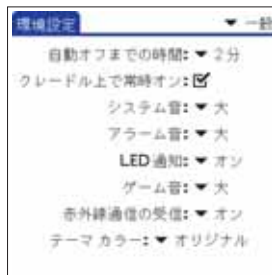 環境設定 ▼ 一般
自動オフまでの時間: ▼ 2分
クレードル上で常時オン: ☑
システム音: ▼ 大
アラーム音: ▼ 大
LED 通知: ▼ オン
ゲーム音: ▼ 大
赤外線通信の受信: ▼ オン
テーマ カラー: ▼ オリジナル